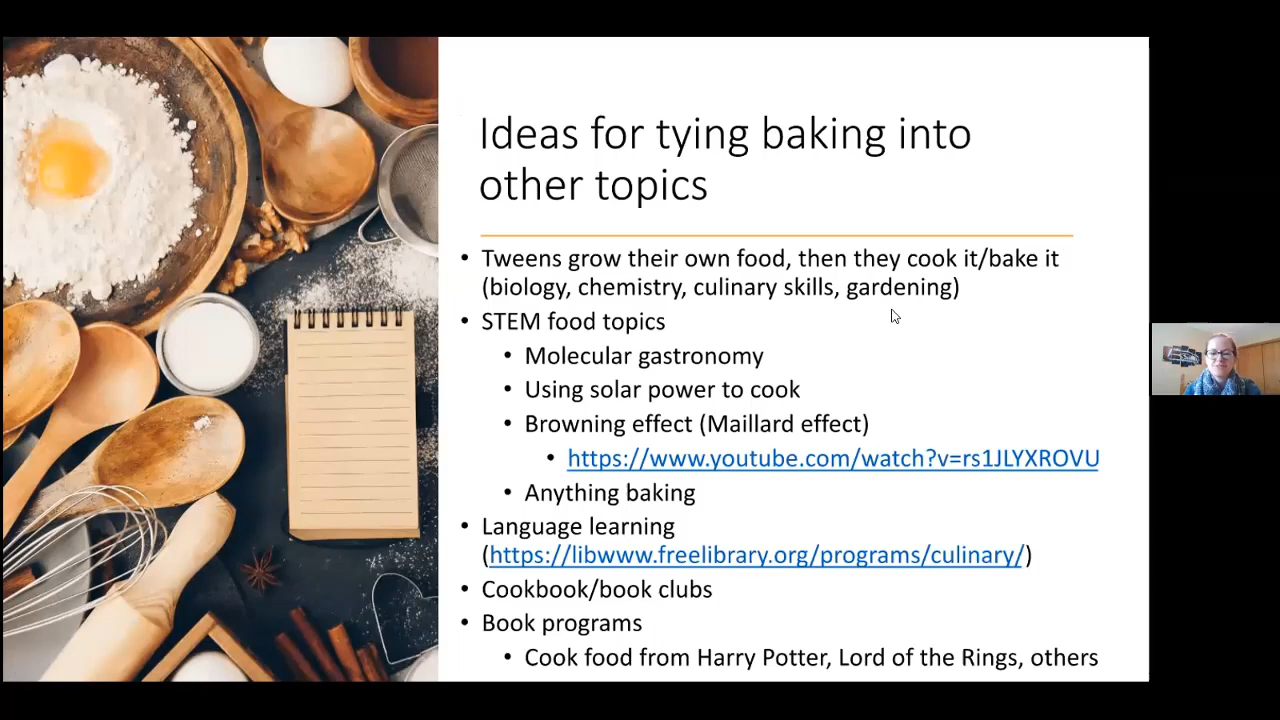 Ideas for tying baking into
other topics
• Tweens grow their own food, then they cook it/bake it
(biology, chemistry, culinary skills, gardening)
• STEM food topics
• Molecular gastronomy
• Using solar power to cook
• Browning effect (Maillard effect)
• https://www.youtube.com/watch?v=rs1JLYXROVU
• Anything baking
• Language learning
(https://libwww.freelibrary.org/programs/culinary/)
• Cookbook/book clubs
• Book programs
• Cook food from Harry Potter, Lord of the Rings, others